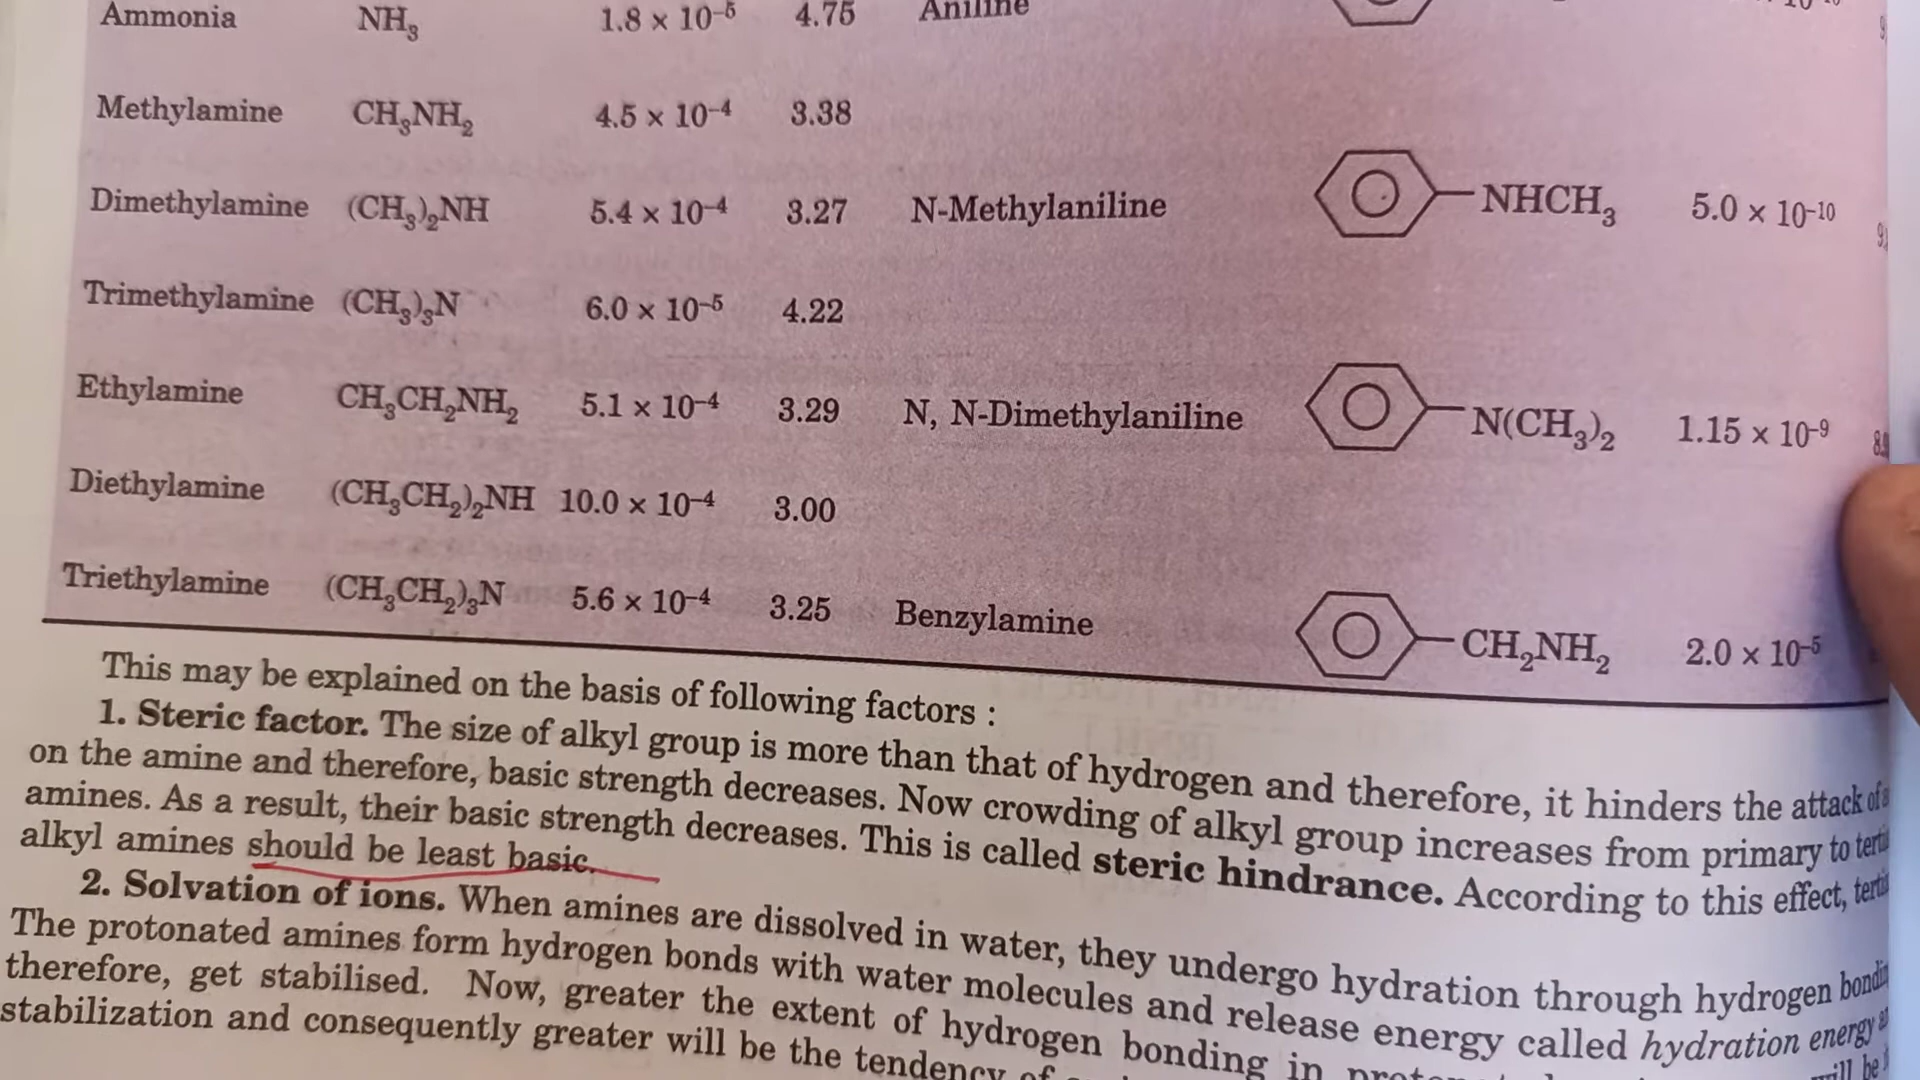 Ammonia NH₃ 1.8 × 10⁻⁵ 4.75 Aniline
Methylamine CH₃NH₂ 4.5 × 10⁻⁴ 3.38
Dimethylamine (CH₃)₂NH 5.4 × 10⁻⁴ 3.27 N-Methylaniline NHCH₃ 5.0 × 10⁻¹⁰
Trimethylamine (CH₃)₃N 6.0 × 10⁻⁵ 4.22
Ethylamine CH₃CH₂NH₂ 5.1 × 10⁻⁴ 3.29 N, N-Dimethylaniline N(CH₃)₂ 1.15 × 10⁻⁹
Diethylamine (CH₃CH₂)₂NH 10.0 × 10⁻⁴ 3.00
Triethylamine (CH₃CH₂)₃N 5.6 × 10⁻⁴ 3.25 Benzylamine CH₂NH₂ 2.0 × 10⁻⁵
This may be explained on the basis of following factors :
1. Steric factor. The size of alkyl group is more than that of hydrogen and therefore, it hinders the attack of
on the amine and therefore, basic strength decreases. Now crowding of alkyl group increases from primary to
amines. As a result, their basic strength decreases. This is called steric hindrance. According to this effect,
alkyl amines should be least basic.
2. Solvation of ions. When amines are dissolved in water, they undergo hydration through hydrogen
The protonated amines form hydrogen bonds with water molecules and release energy called hydration energy
therefore, get stabilised. Now, greater the extent of hydrogen bonding in
stabilization and consequently greater will be the tendency of will be